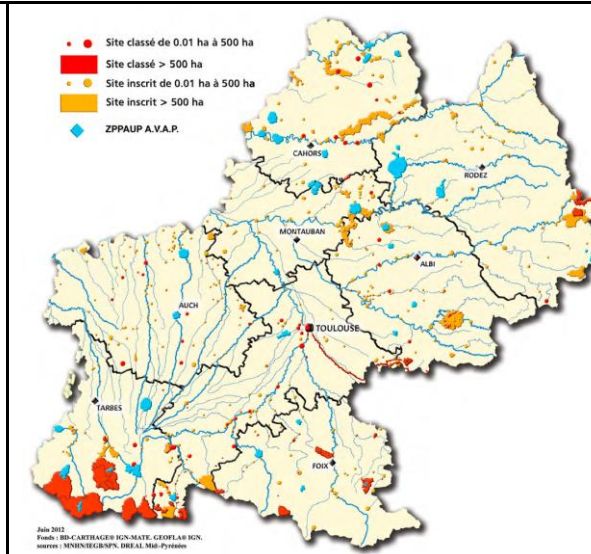 Site classé de 0.01 ha à 500 ha
Site classé > 500 ha
Site inscrit de 0.01 ha à 500 ha
Site inscrit > 500 ha
ZPPAUP A.V.A.P.
CAHORS
RODEZ
MONTAUBAN
ALBI
AUCH
TOULOUSE
TARBES
FOIX
Juin 2012
Fonds : BD-CARTHAGE® IGN-MATE. GEOFLA® IGN.
sources : MNHN/IEGB/SPN. DREAL Midi-Pyrénées